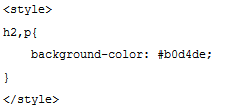 <style>
h2,p{
    background-color: #b0d4de;
}
</style>